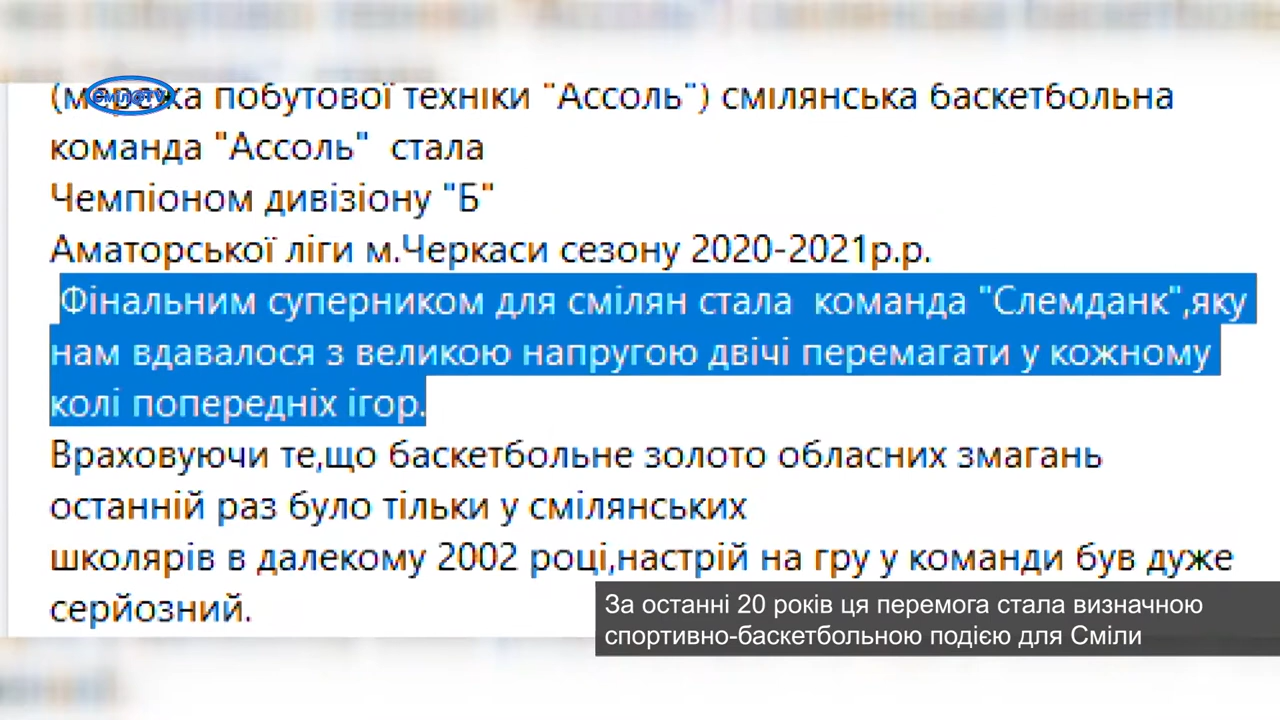 (мережа побутової техніки "Ассоль") смілянська баскетбольна
команда "Ассоль"  стала
Чемпіоном дивізіону "Б"
Аматорської ліги м.Черкаси сезону 2020-2021р.р.
Фінальним суперником для смілян стала  команда "Слемданк",яку
нам вдавалося з великою напругою двічі перемагати у кожному
колі попередніх ігор.
Враховуючи те,що баскетбольне золото обласних змагань
останній раз було тільки у смілянських
школярів в далекому 2002 році,настрій на гру у команди був дуже
серйозний.
За останні 20 років ця перемога стала визначною
спортивно-баскетбольною подією для Сміли